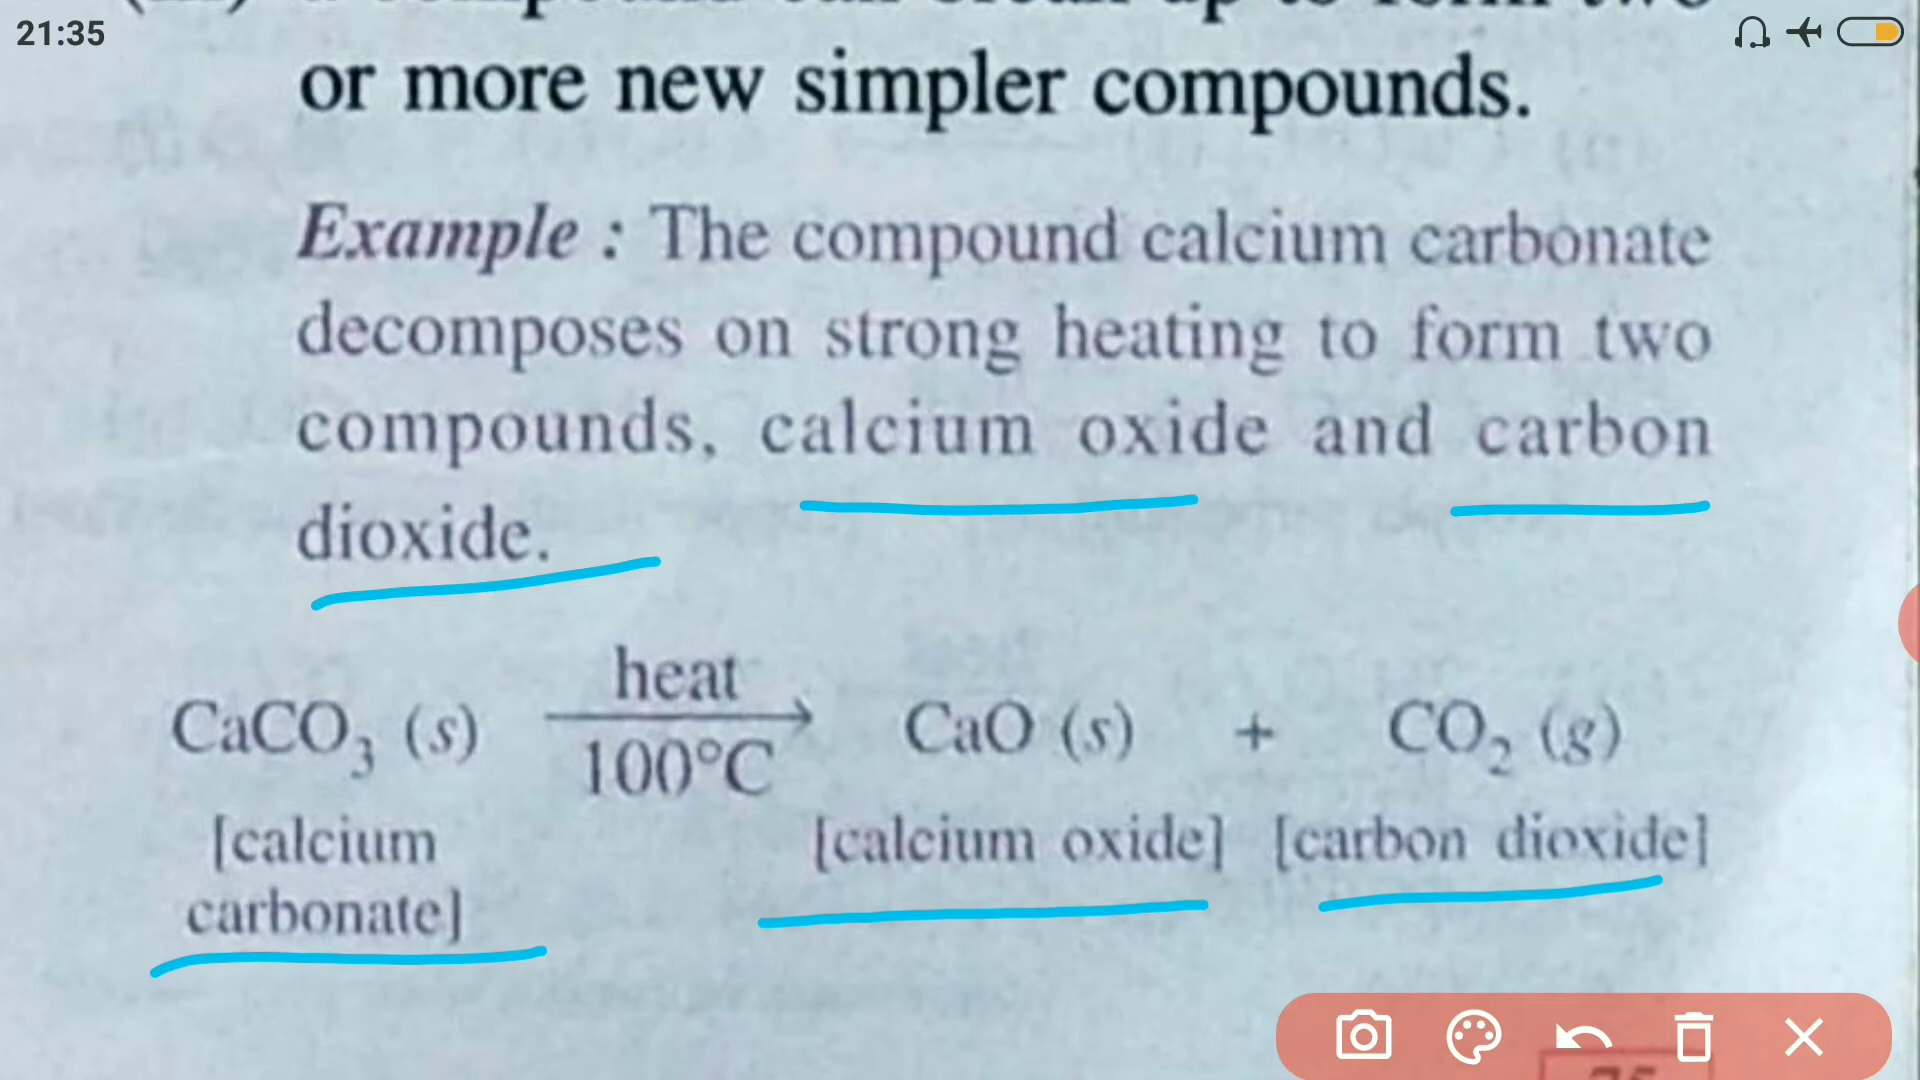 21:35
or more new simpler compounds.
Example : The compound calcium carbonate
decomposes on strong heating to form two
compounds, calcium oxide and carbon
dioxide.
CaCO₃ (s) heat 100°C CaO (s) + CO₂ (g)
[calcium carbonate] [calcium oxide] [carbon dioxide]